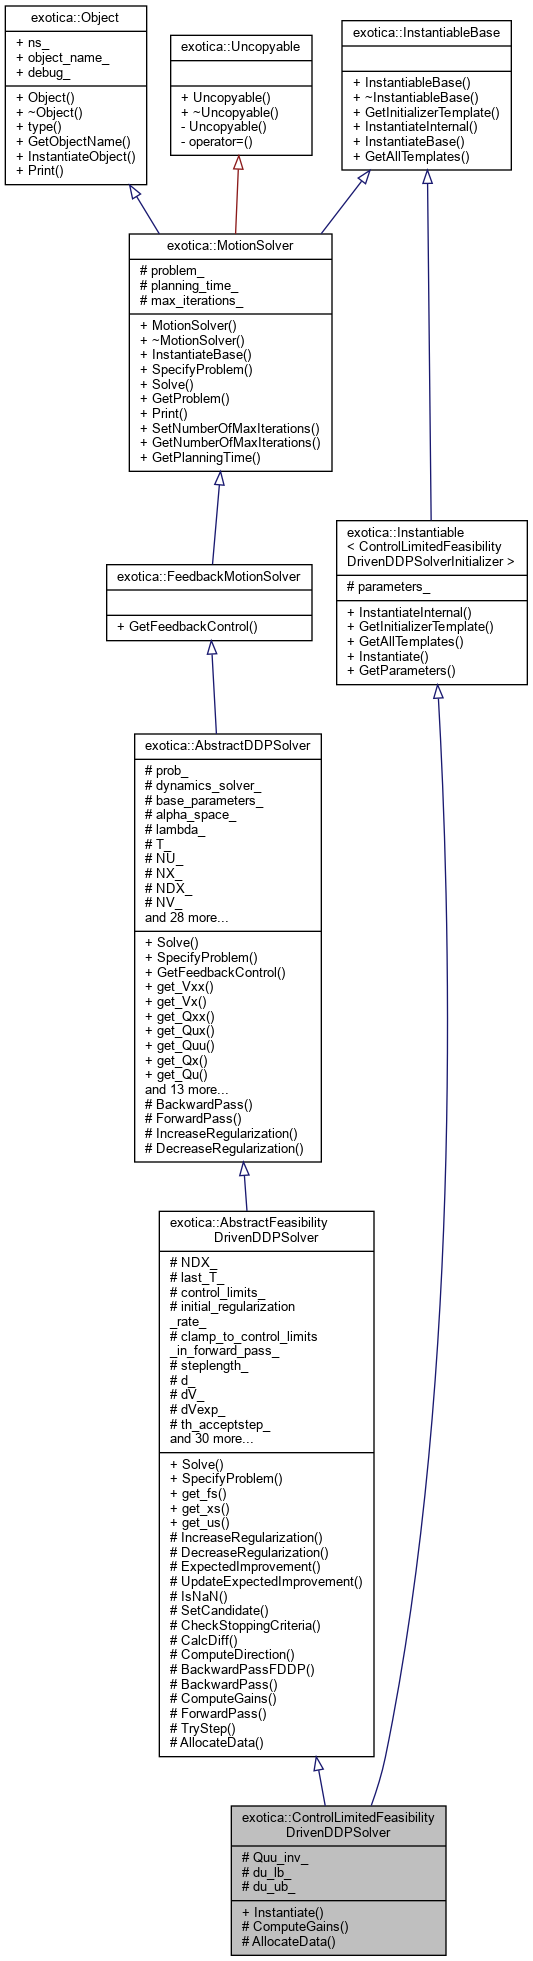 exotica::Object
+ ns_
+ object_name_
+ debug_
+ Object()
+ ~Object()
+ type()
+ GetObjectName()
+ InstantiateObject()
+ Print()
exotica::Uncopyable
+ Uncopyable()
+ ~Uncopyable()
- Uncopyable()
- operator=()
exotica::InstantiableBase
+ InstantiableBase()
+ ~InstantiableBase()
+ GetInitializerTemplate()
+ InstantiateInternal()
+ InstantiateBase()
+ GetAllTemplates()
exotica::MotionSolver
# problem_
# planning_time_
# max_iterations_
+ MotionSolver()
+ ~MotionSolver()
+ InstantiateBase()
+ SpecifyProblem()
+ Solve()
+ GetProblem()
+ Print()
+ SetNumberOfMaxIterations()
+ GetNumberOfMaxIterations()
+ GetPlanningTime()
exotica::Instantiable
< ControlLimitedFeasibility
DrivenDDPSolverInitializer >
# parameters_
+ InstantiateInternal()
+ GetInitializerTemplate()
+ GetAllTemplates()
+ Instantiate()
+ GetParameters()
exotica::FeedbackMotionSolver
+ GetFeedbackControl()
exotica::AbstractDDPSolver
# prob_
# dynamics_solver_
# base_parameters_
# alpha_space_
# lambda_
# T_
# NU_
# NX_
# NDX_
# NV_
and 28 more...
+ Solve()
+ SpecifyProblem()
+ GetFeedbackControl()
+ get_Vxx()
+ get_Vx()
+ get_Qxx()
+ get_Qux()
+ get_Quu()
+ get_Qx()
+ get_Qu()
and 13 more...
# BackwardPass()
# ForwardPass()
# IncreaseRegularization()
# DecreaseRegularization()
exotica::AbstractFeasibility
DrivenDDPSolver
# NDX_
# last_T_
# control_limits_
# initial_regularization
_rate_
# clamp_to_control_limits
_in_forward_pass_
# steplength_
# d_
# dV_
# dVexp_
# th_acceptstep_
and 30 more...
+ Solve()
+ SpecifyProblem()
+ get_fs()
+ get_xs()
+ get_us()
# IncreaseRegularization()
# DecreaseRegularization()
# ExpectedImprovement()
# UpdateExpectedImprovement()
# IsNaN()
# SetCandidate()
# CheckStoppingCriteria()
# CalcDiff()
# ComputeDirection()
# BackwardPassFDDP()
# BackwardPass()
# ComputeGains()
# ForwardPass()
# TryStep()
# AllocateData()
exotica::ControlLimitedFeasibility
DrivenDDPSolver
# Quu_inv_
# du_lb_
# du_ub_
+ Instantiate()
# ComputeGains()
# AllocateData()